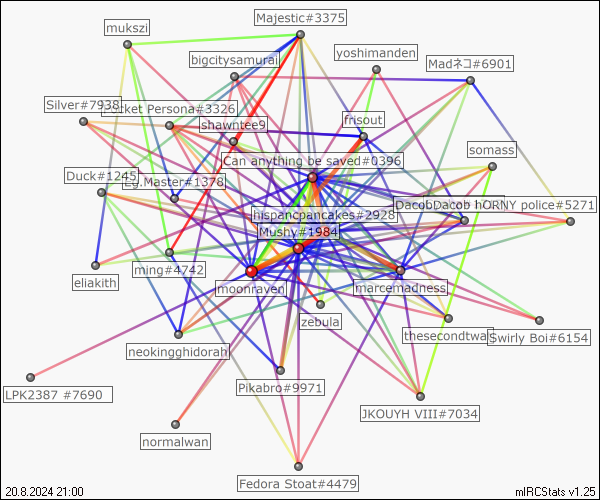 Majestic#3375
mukszi
yoshimanden
bigcitysamurai
Madネコ#6901
Silver#7938
cket Persona#3326
frisout
shawntee9
somass
Can anything be saved#0396
Duck#1245
Eg.Master#1378
DacobDacob
hORNY police#5271
hispancpancakes#2928
Mushy#1984
ming#4742
eliakith
moonraven
marcemadness
zebula
thesecondtwa
Swirly Boi#6154
neokingghidorah
Pikabro#9971
LPK2387 #7690
JKOUYH VIII#7034
normalwan
Fedora Stoat#4479
20.8.2024 21:00
mIRCStats v1.25